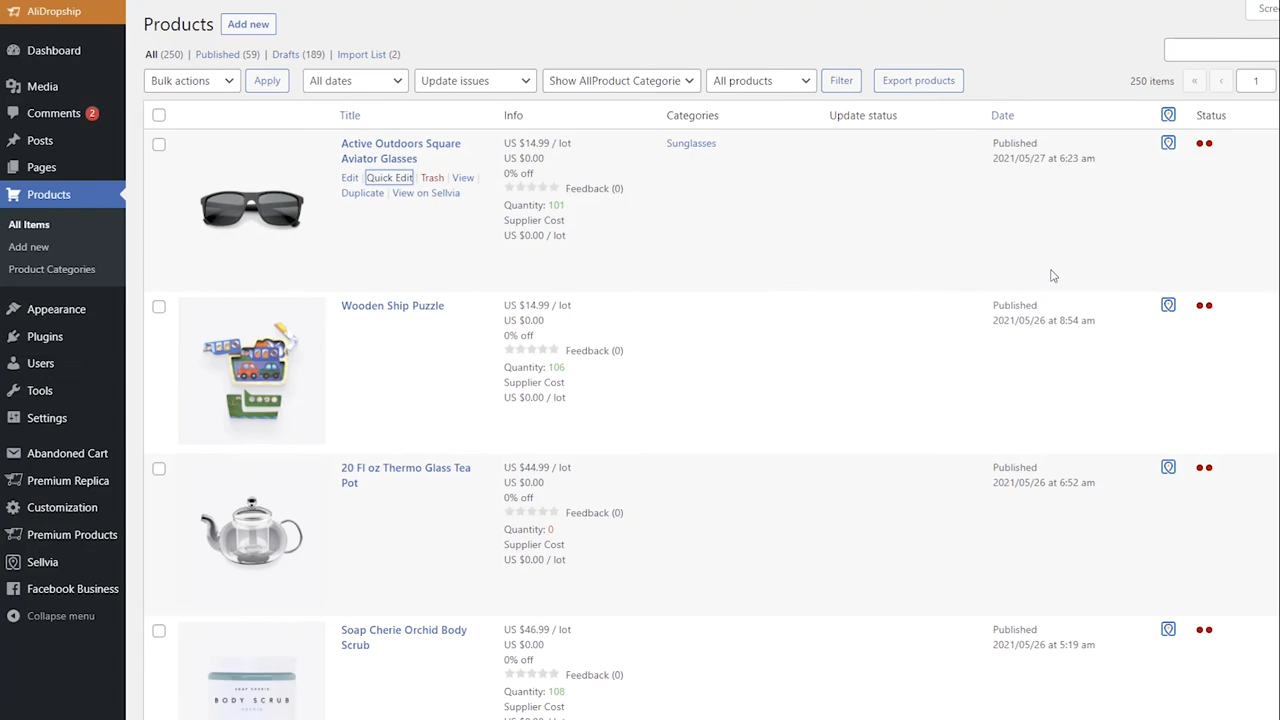 AliDropship
Dashboard
Media
Comments 2
Posts
Pages
Products
All Items
Add new
Product Categories
Appearance
Plugins
Users
Tools
Settings
Abandoned Cart
Premium Replica
Customization
Premium Products
Sellvia
Facebook Business
Collapse menu
Scre
Products Add new
All (250) | Published (59) | Drafts (189) | Import List (2)
Bulk actions Apply All dates Update issues Show AllProduct Categorie All products Filter Export products 250 items « ‹ 1
Title Info Categories Update status Date Status
Active Outdoors Square
Aviator Glasses
Edit | Quick Edit | Trash | View |
Duplicate | View on Sellvia
US $14.99 / lot
US $0.00
0% off
Feedback (0)
Quantity: 101
Supplier Cost
US $0.00 / lot
Sunglasses
Published
2021/05/27 at 6:23 am
Wooden Ship Puzzle
US $14.99 / lot
US $0.00
0% off
Feedback (0)
Quantity: 106
Supplier Cost
US $0.00 / lot
Published
2021/05/26 at 8:54 am
20 Fl oz Thermo Glass Tea
Pot
US $44.99 / lot
US $0.00
0% off
Feedback (0)
Quantity: 0
Supplier Cost
US $0.00 / lot
Published
2021/05/26 at 6:52 am
SOAP CHERIE
BODY SCRUB
Soap Cherie Orchid Body
Scrub
US $46.99 / lot
US $0.00
0% off
Feedback (0)
Quantity: 108
Published
2021/05/26 at 5:19 am